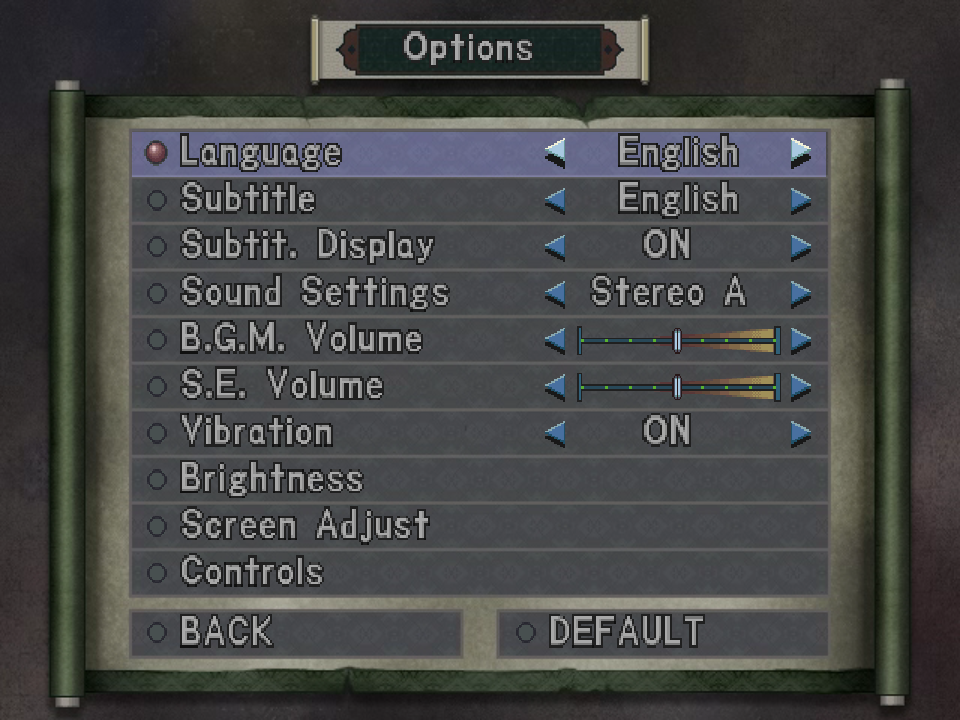 Options
Language English
Subtitle English
Subtit. Display ON
Sound Settings Stereo A
B.G.M. Volume
S.E. Volume
Vibration ON
Brightness
Screen Adjust
Controls
BACK DEFAULT